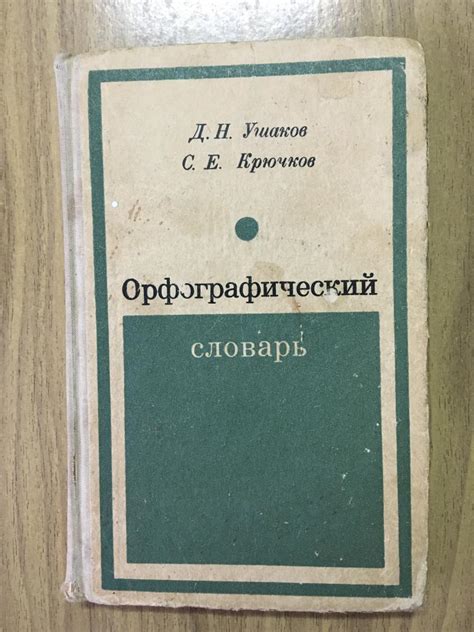 Д. Н. Ушаков
С. Е. Крючков
Орфографический
словарь